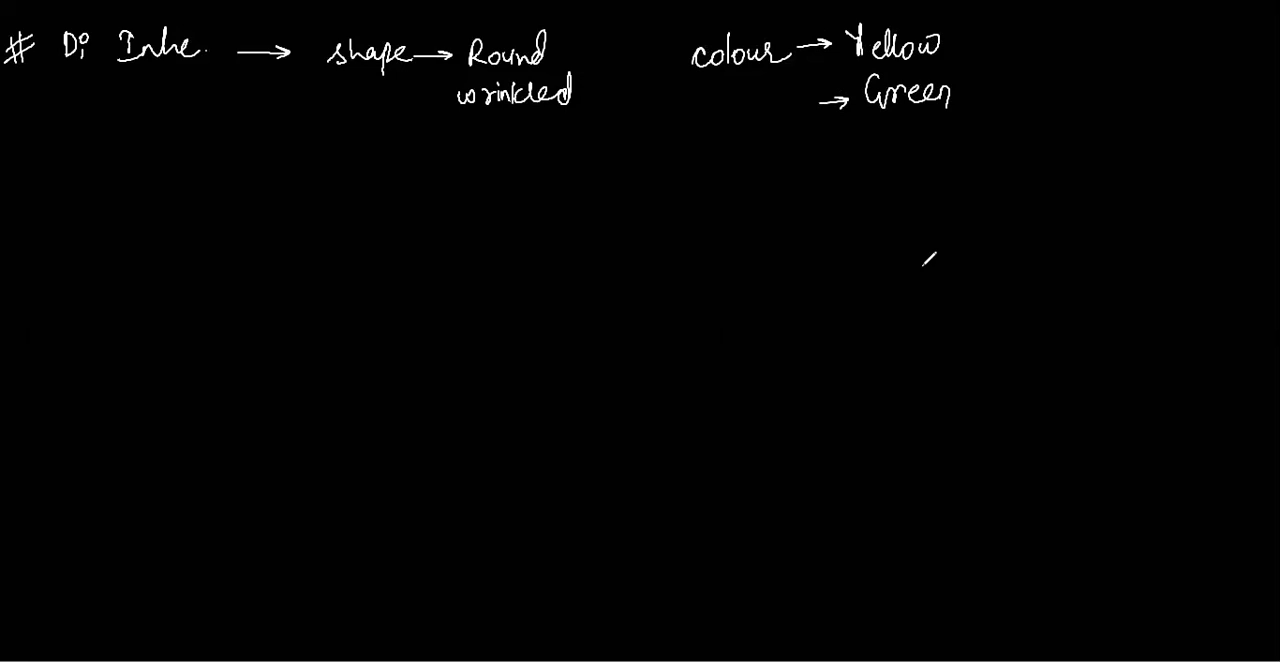 # Di Inhe. → shape → Round colour → Yellow
wrinkled → Green